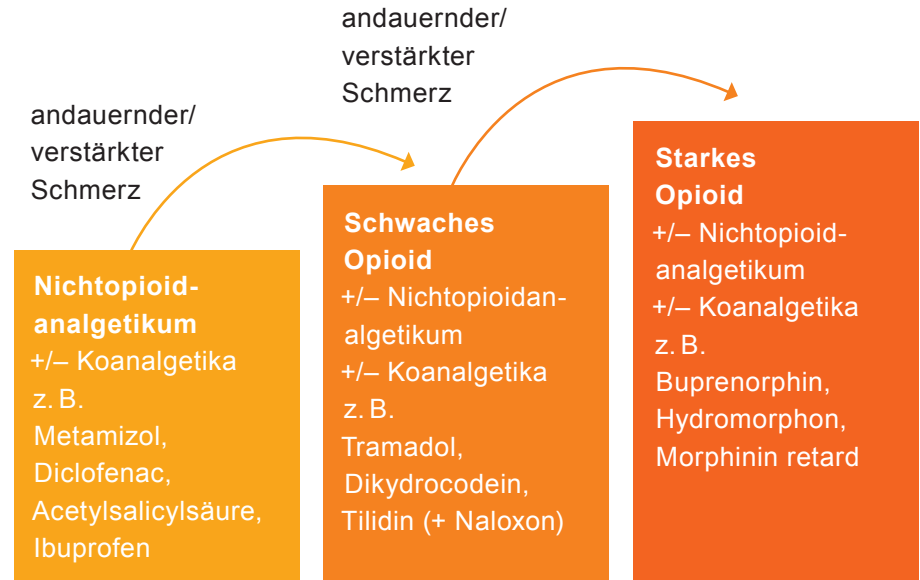 andauernder/
verstärkter
Schmerz
andauernder/
verstärkter
Schmerz
Nichtopioid-
analgetikum
+/– Koanalgetika
z. B.
Metamizol,
Diclofenac,
Acetylsalicylsäure,
Ibuprofen
Schwaches
Opioid
+/– Nichtopioidan-
algetikum
+/– Koanalgetika
z. B.
Tramadol,
Dikydrocodein,
Tilidin (+ Naloxon)
Starkes
Opioid
+/– Nichtopioid-
analgetikum
+/– Koanalgetika
z. B.
Buprenorphin,
Hydromorphon,
Morphinin retard